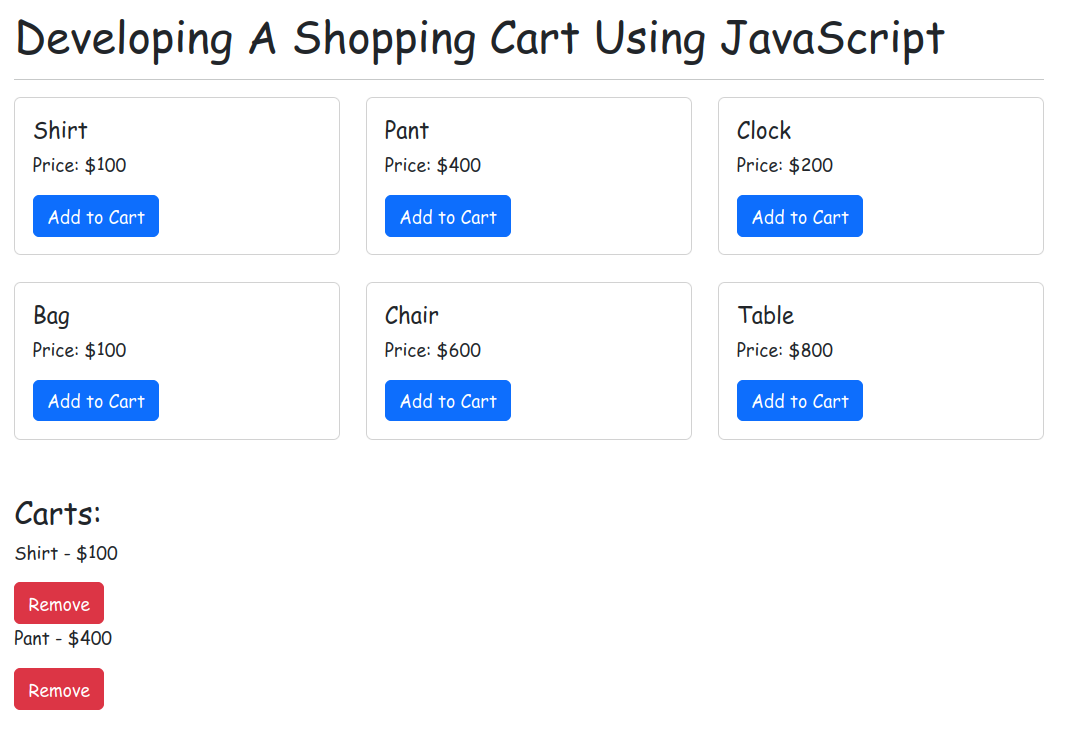 Developing A Shopping Cart Using JavaScript
Shirt
Price: $100
Add to Cart
Pant
Price: $400
Add to Cart
Clock
Price: $200
Add to Cart
Bag
Price: $100
Add to Cart
Chair
Price: $600
Add to Cart
Table
Price: $800
Add to Cart
Carts:
Shirt - $100
Remove
Pant - $400
Remove